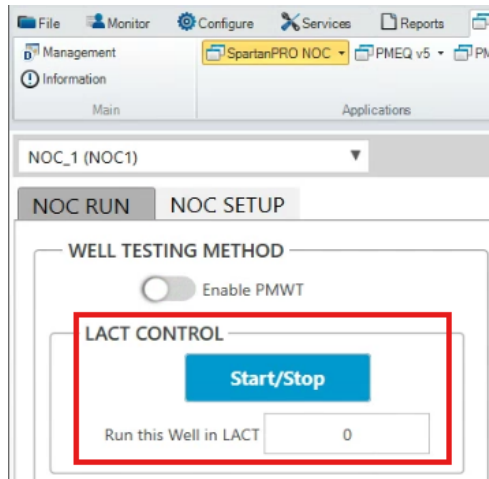 File Monitor Configure Services Reports
Management SpartanPRO NOC PMEQ v5 PM
Information
Main Applications
NOC_1 (NOC1)
NOC RUN NOC SETUP
WELL TESTING METHOD
Enable PMWT
LACT CONTROL
Start/Stop
Run this Well in LACT 0